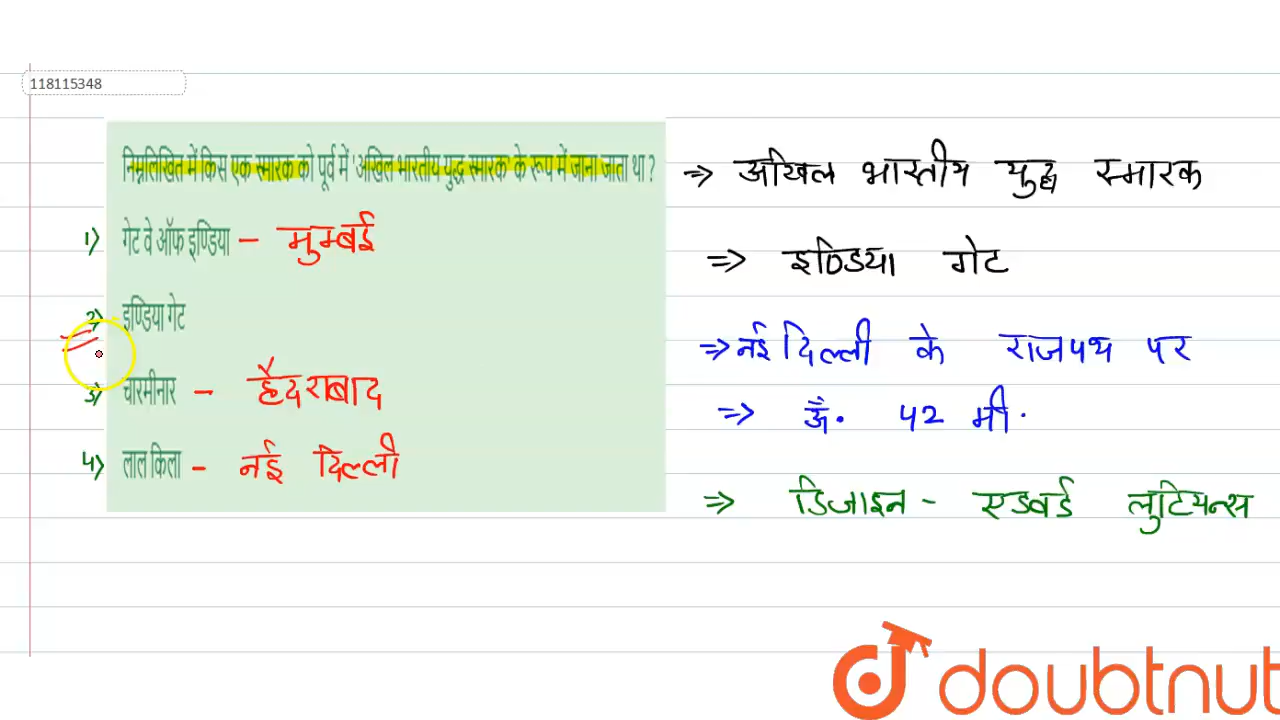 118115348
निम्नलिखित में किस एक स्मारक को पूर्व में 'अखिल भारतीय युद्ध स्मारक' के रूप में जाना जाता था ?
1) गेट वे ऑफ इण्डिया - मुम्बई
2) इण्डिया गेट
3) चारमीनार - हैदराबाद
4) लाल किला - नई दिल्ली
⇒ अखिल भारतीय युद्ध स्मारक
⇒ इण्डिया गेट
⇒ नई दिल्ली के राजपथ पर
⇒ ऊँ. 42 मी.
⇒ डिजाइन - एडवर्ड लुटियन्स
doubtnut